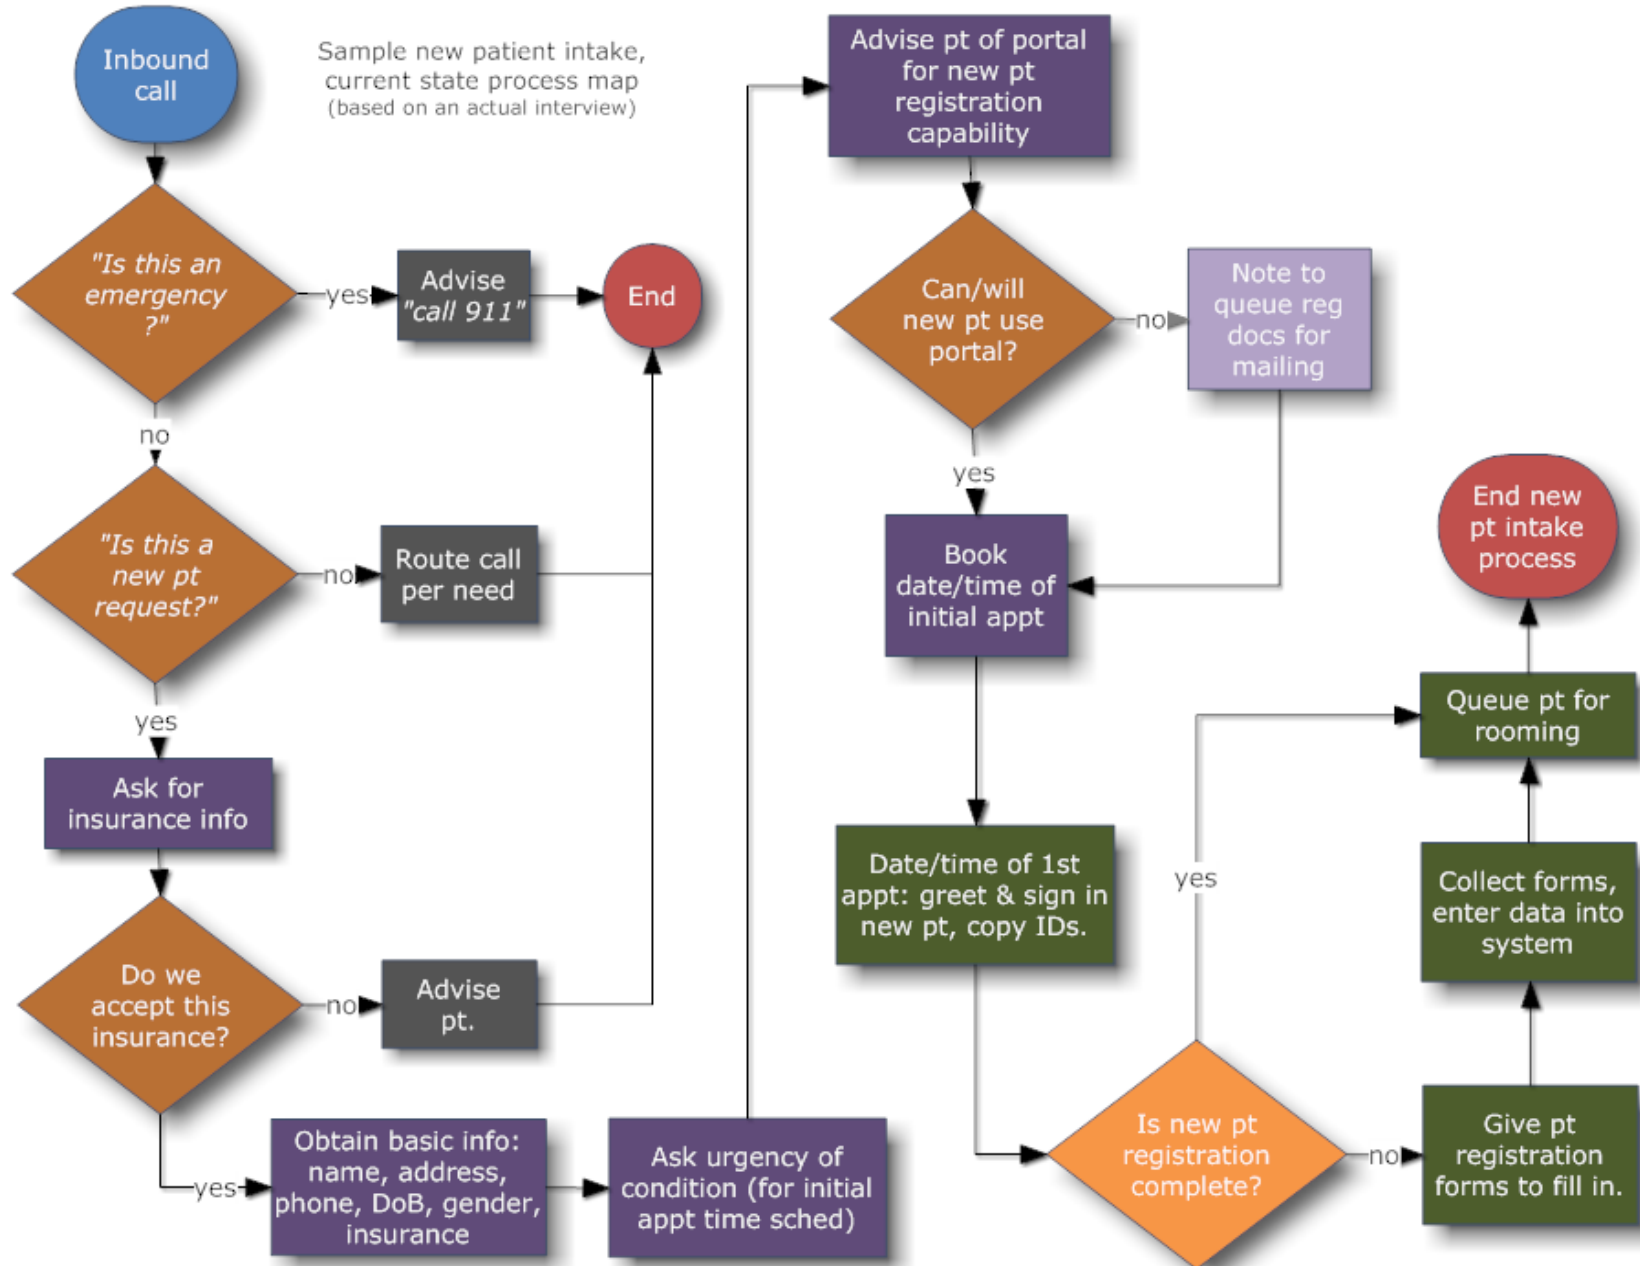 Inbound
call
Sample new patient intake,
current state process map
(based on an actual interview)
"Is this an
emergency
?"
yes
Advise
"call 911"
End
no
"Is this a
new pt
request?"
no
Route call
per need
yes
Ask for
insurance info
Do we
accept this
insurance?
no
Advise
pt.
yes
Obtain basic info:
name, address,
phone, DoB, gender,
insurance
Ask urgency of
condition (for initial
appt time sched)
Advise pt of portal
for new pt
registration
capability
Can/will
new pt use
portal?
no
Note to
queue reg
docs for
mailing
yes
Book
date/time of
initial appt
Date/time of 1st
appt: greet & sign in
new pt, copy IDs.
Is new pt
registration
complete?
yes
no
Give pt
registration
forms to fill in.
Collect forms,
enter data into
system
Queue pt for
rooming
End new
pt intake
process